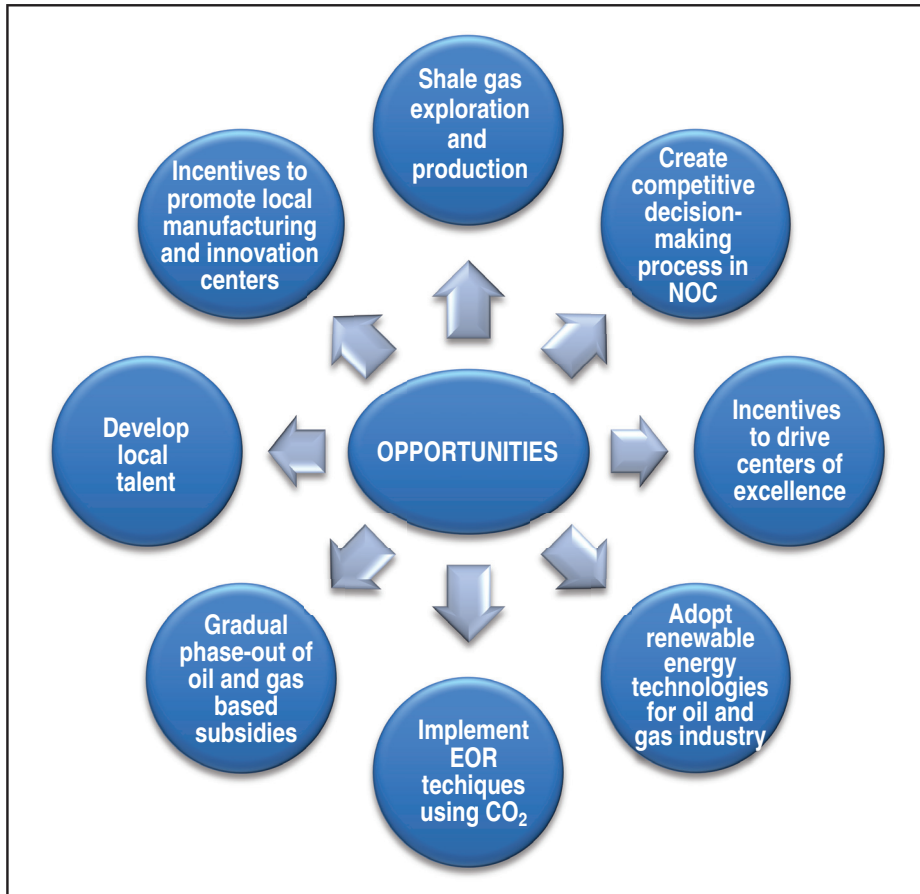 Shale gas
exploration
and
production
Create
competitive
decision-
making
process in
NOC
Incentives
to drive
centers of
excellence
Adopt
renewable
energy
technologies
for oil and
gas industry
Implement
EOR
techiques
using CO₂
Gradual
phase-out of
oil and gas
based
subsidies
Develop
local
talent
Incentives to
promote local
manufacturing
and innovation
centers
OPPORTUNITIES